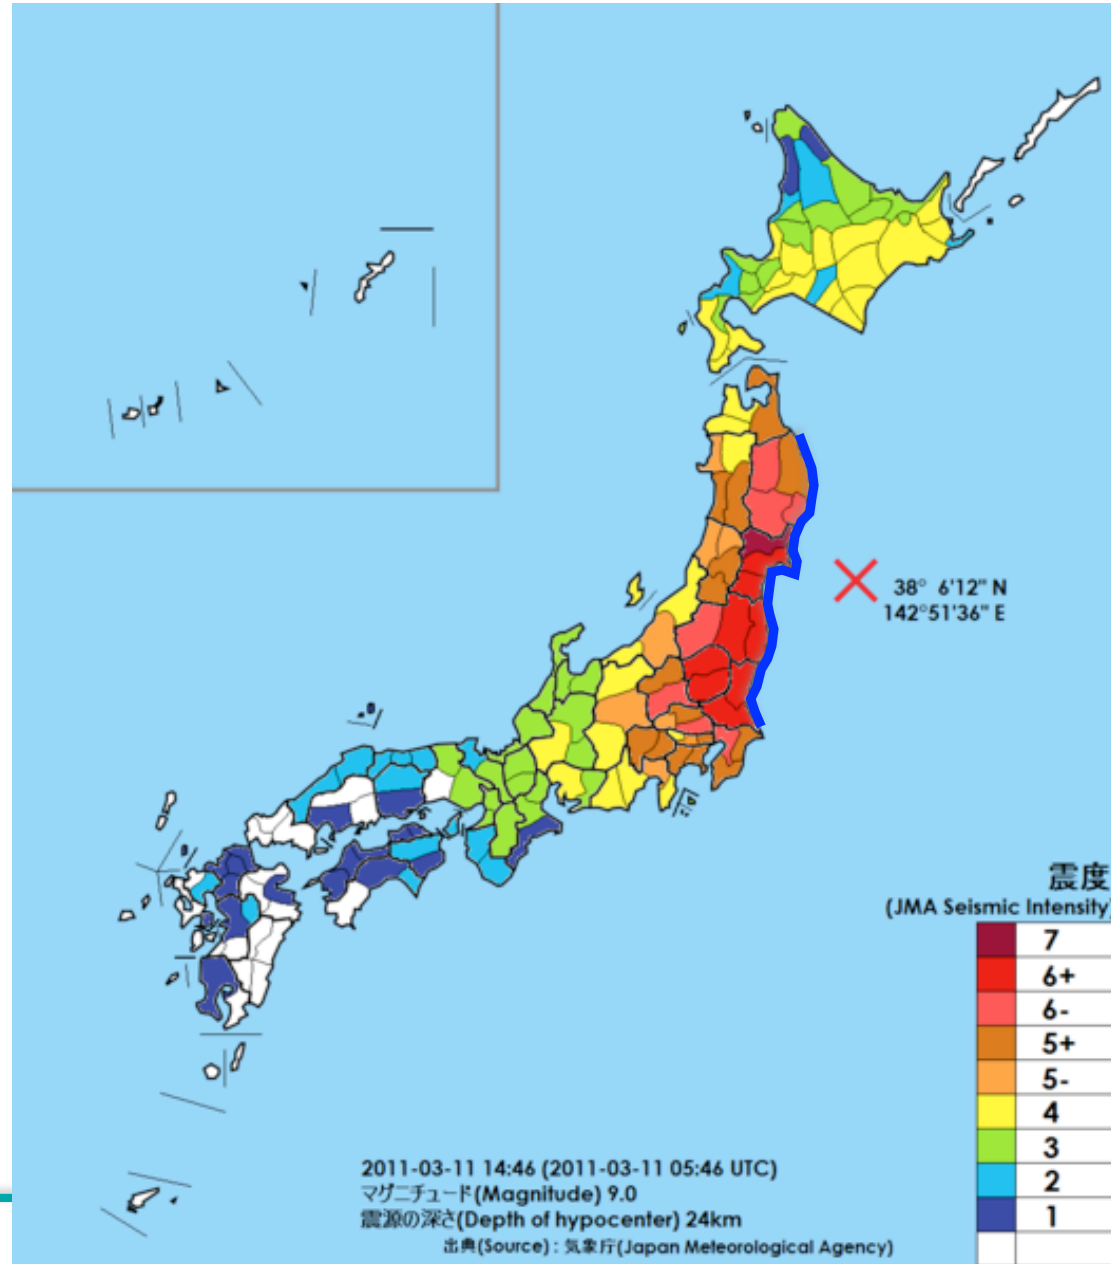 38° 6'12" N
142°51'36" E
震度
(JMA Seismic Intensity)
7
6+
6-
5+
5-
4
3
2
1
2011-03-11 14:46 (2011-03-11 05:46 UTC)
マグニチュード(Magnitude) 9.0
震源の深さ(Depth of hypocenter) 24km
出典(Source) : 気象庁(Japan Meteorological Agency)